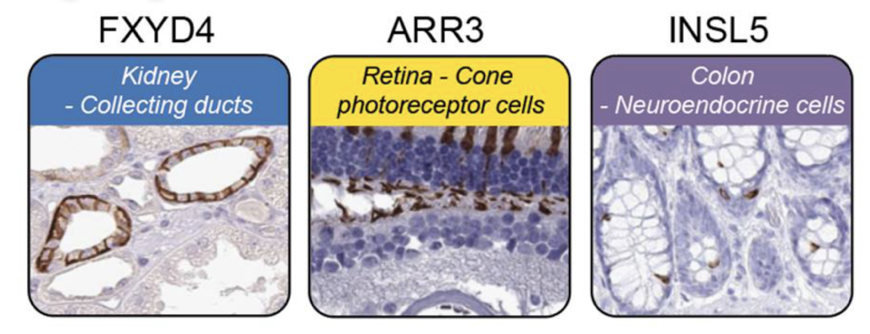 FXYD4
Kidney
- Collecting ducts
ARR3
Retina - Cone
photoreceptor cells
INSL5
Colon
- Neuroendocrine cells